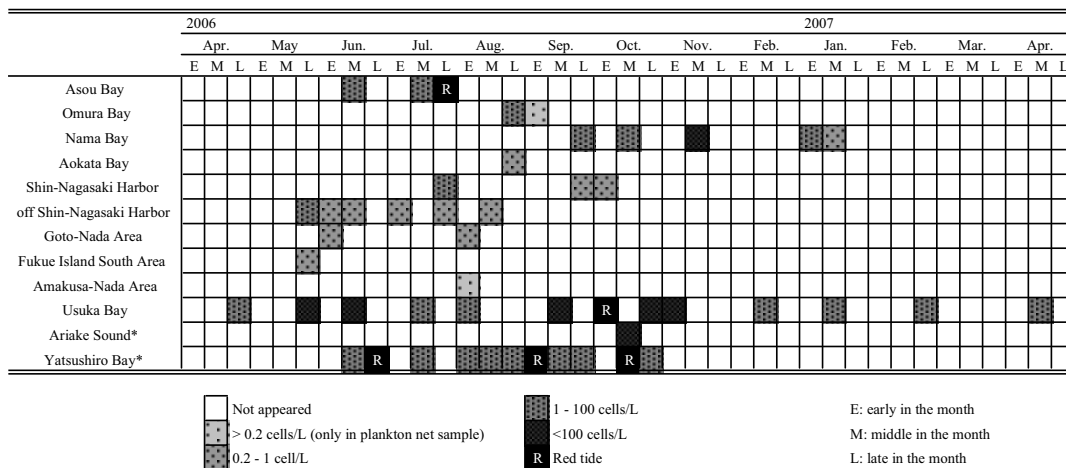 2006 2007
Apr. May Jun. Jul. Aug. Sep. Oct. Nov. Feb. Jan. Feb. Mar. Apr.
E M L E M L E M L E M L E M L E M L E M L E M L E M L E M L E M L E M L E M L
Asou Bay R
Omura Bay
Nama Bay
Aokata Bay
Shin-Nagasaki Harbor
off Shin-Nagasaki Harbor
Goto-Nada Area
Fukue Island South Area
Amakusa-Nada Area
Usuka Bay R
Ariake Sound*
Yatsushiro Bay* R R R
Not appeared 1 - 100 cells/L E: early in the month
> 0.2 cells/L (only in plankton net sample) <100 cells/L M: middle in the month
0.2 - 1 cell/L R Red tide L: late in the month